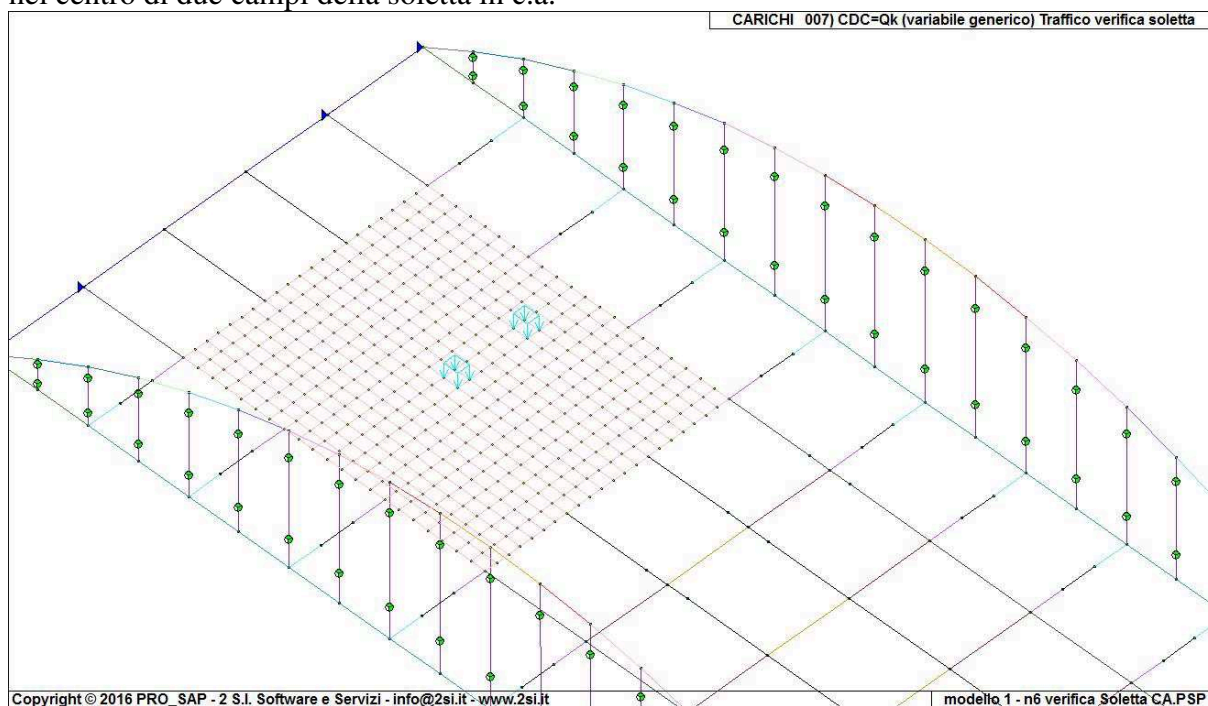 nel centro di due campi della soletta in c.a.
CARICHI 007) CDC=Qk (variabile generico) Traffico verifica soletta
Copyright © 2016 PRO_SAP - 2 S.I. Software e Servizi - info@2si.it - www.2si.it
modello 1 - n6 verifica Soletta CA.PSP